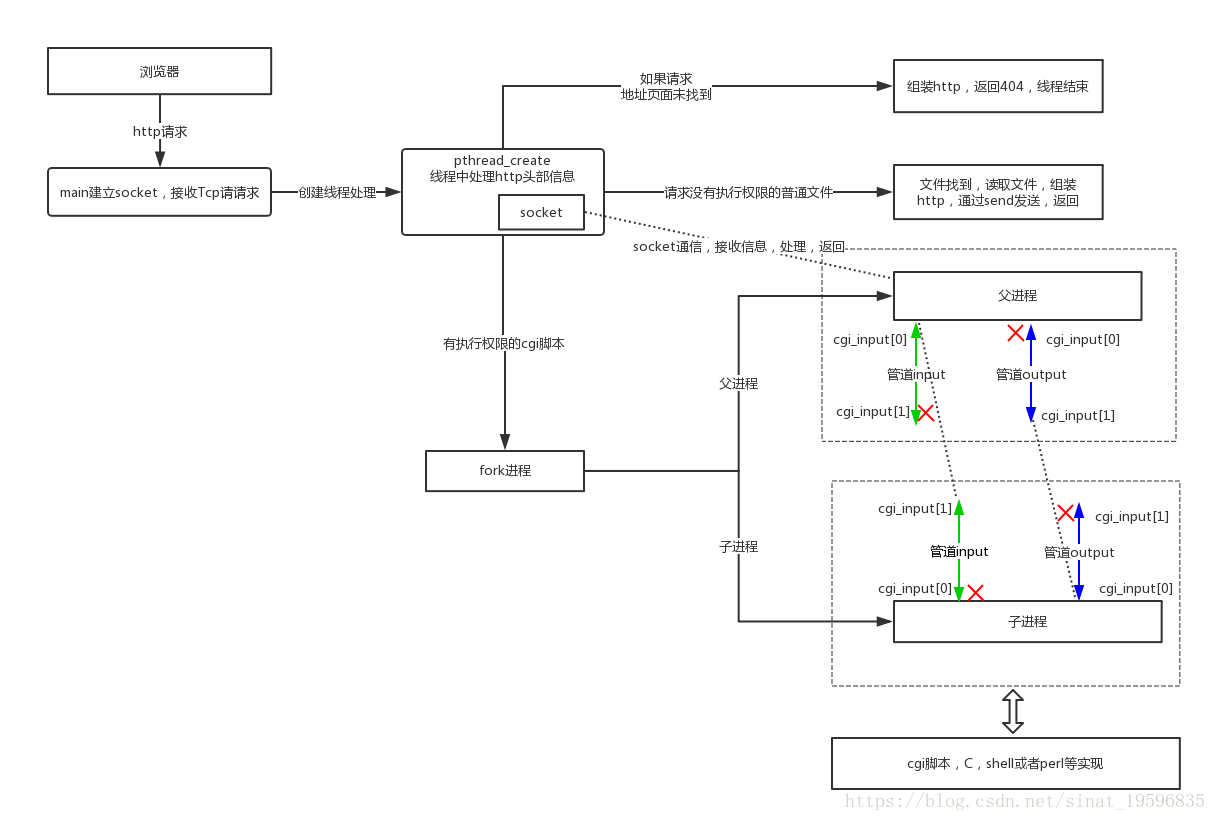 浏览器
http请求
main建立socket，接收Tcp请请求
创建线程处理
pthread_create
线程中处理http头部信息
socket
如果请求
地址页面未找到
组装http，返回404，线程结束
请求没有执行权限的普通文件
文件找到，读取文件，组装
http，通过send发送，返回
socket通信，接收信息，处理，返回
有执行权限的cgi脚本
fork进程
父进程
子进程
父进程
cgi_input[0]
管道input
cgi_input[1]
cgi_input[0]
管道output
cgi_input[1]
cgi_input[1]
管道input
cgi_input[0]
cgi_input[1]
管道output
cgi_input[0]
子进程
cgi脚本，C，shell或者perl等实现
https://blog.csdn.net/sinat_19596835